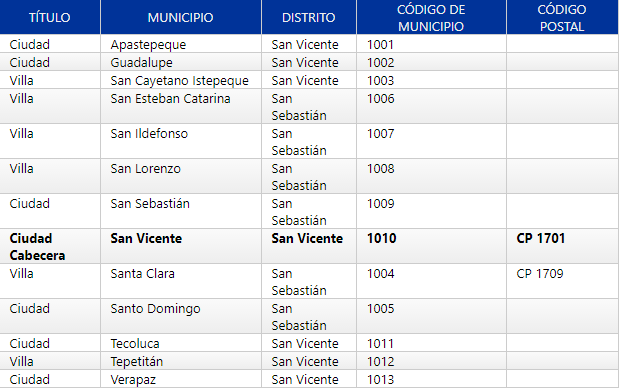 TÍTULO MUNICIPIO DISTRITO CÓDIGO DE MUNICIPIO CÓDIGO POSTAL
Ciudad Apastepeque San Vicente 1001
Ciudad Guadalupe San Vicente 1002
Villa San Cayetano Istepeque San Vicente 1003
Villa San Esteban Catarina San Sebastián 1006
Villa San Ildefonso San Sebastián 1007
Villa San Lorenzo San Sebastián 1008
Ciudad San Sebastián San Sebastián 1009
Ciudad Cabecera San Vicente San Vicente 1010 CP 1701
Villa Santa Clara San Sebastián 1004 CP 1709
Ciudad Santo Domingo San Sebastián 1005
Ciudad Tecoluca San Vicente 1011
Villa Tepetitán San Vicente 1012
Ciudad Verapaz San Vicente 1013